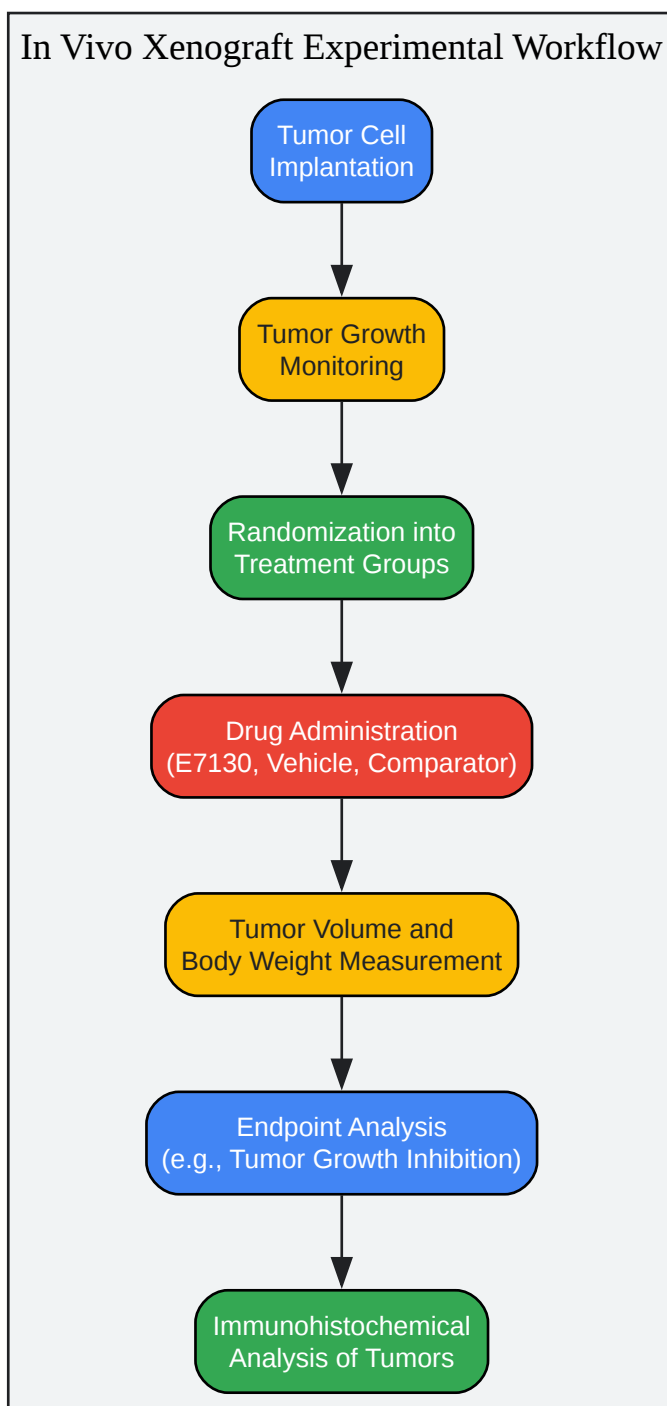 In Vivo Xenograft Experimental Workflow
Tumor Cell
Implantation
Tumor Growth
Monitoring
Randomization into
Treatment Groups
Drug Administration
(E7130, Vehicle, Comparator)
Tumor Volume and
Body Weight Measurement
Endpoint Analysis
(e.g., Tumor Growth Inhibition)
Immunohistochemical
Analysis of Tumors